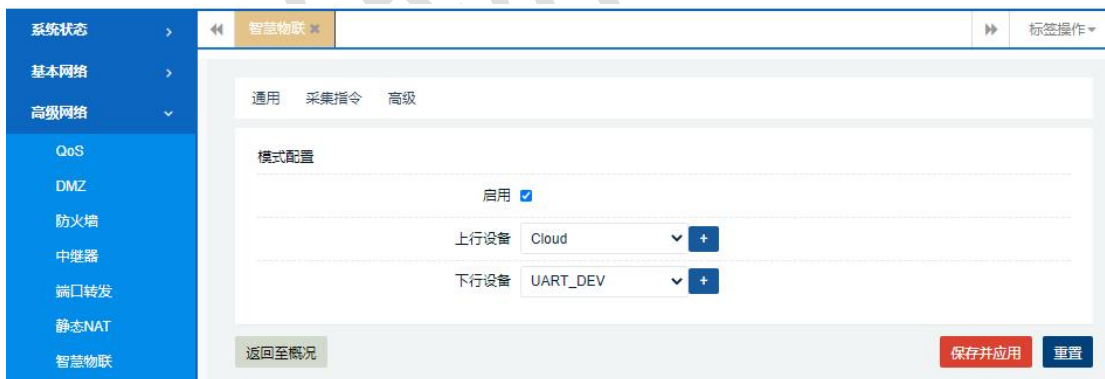 系统状态
智慧物联
标签操作
基本网络
高级网络
通用 采集指令 高级
QoS
DMZ
防火墙
中继器
端口转发
静态NAT
智慧物联
模式配置
启用
上行设备 Cloud +
下行设备 UART_DEV +
返回至概况 保存并应用 重置